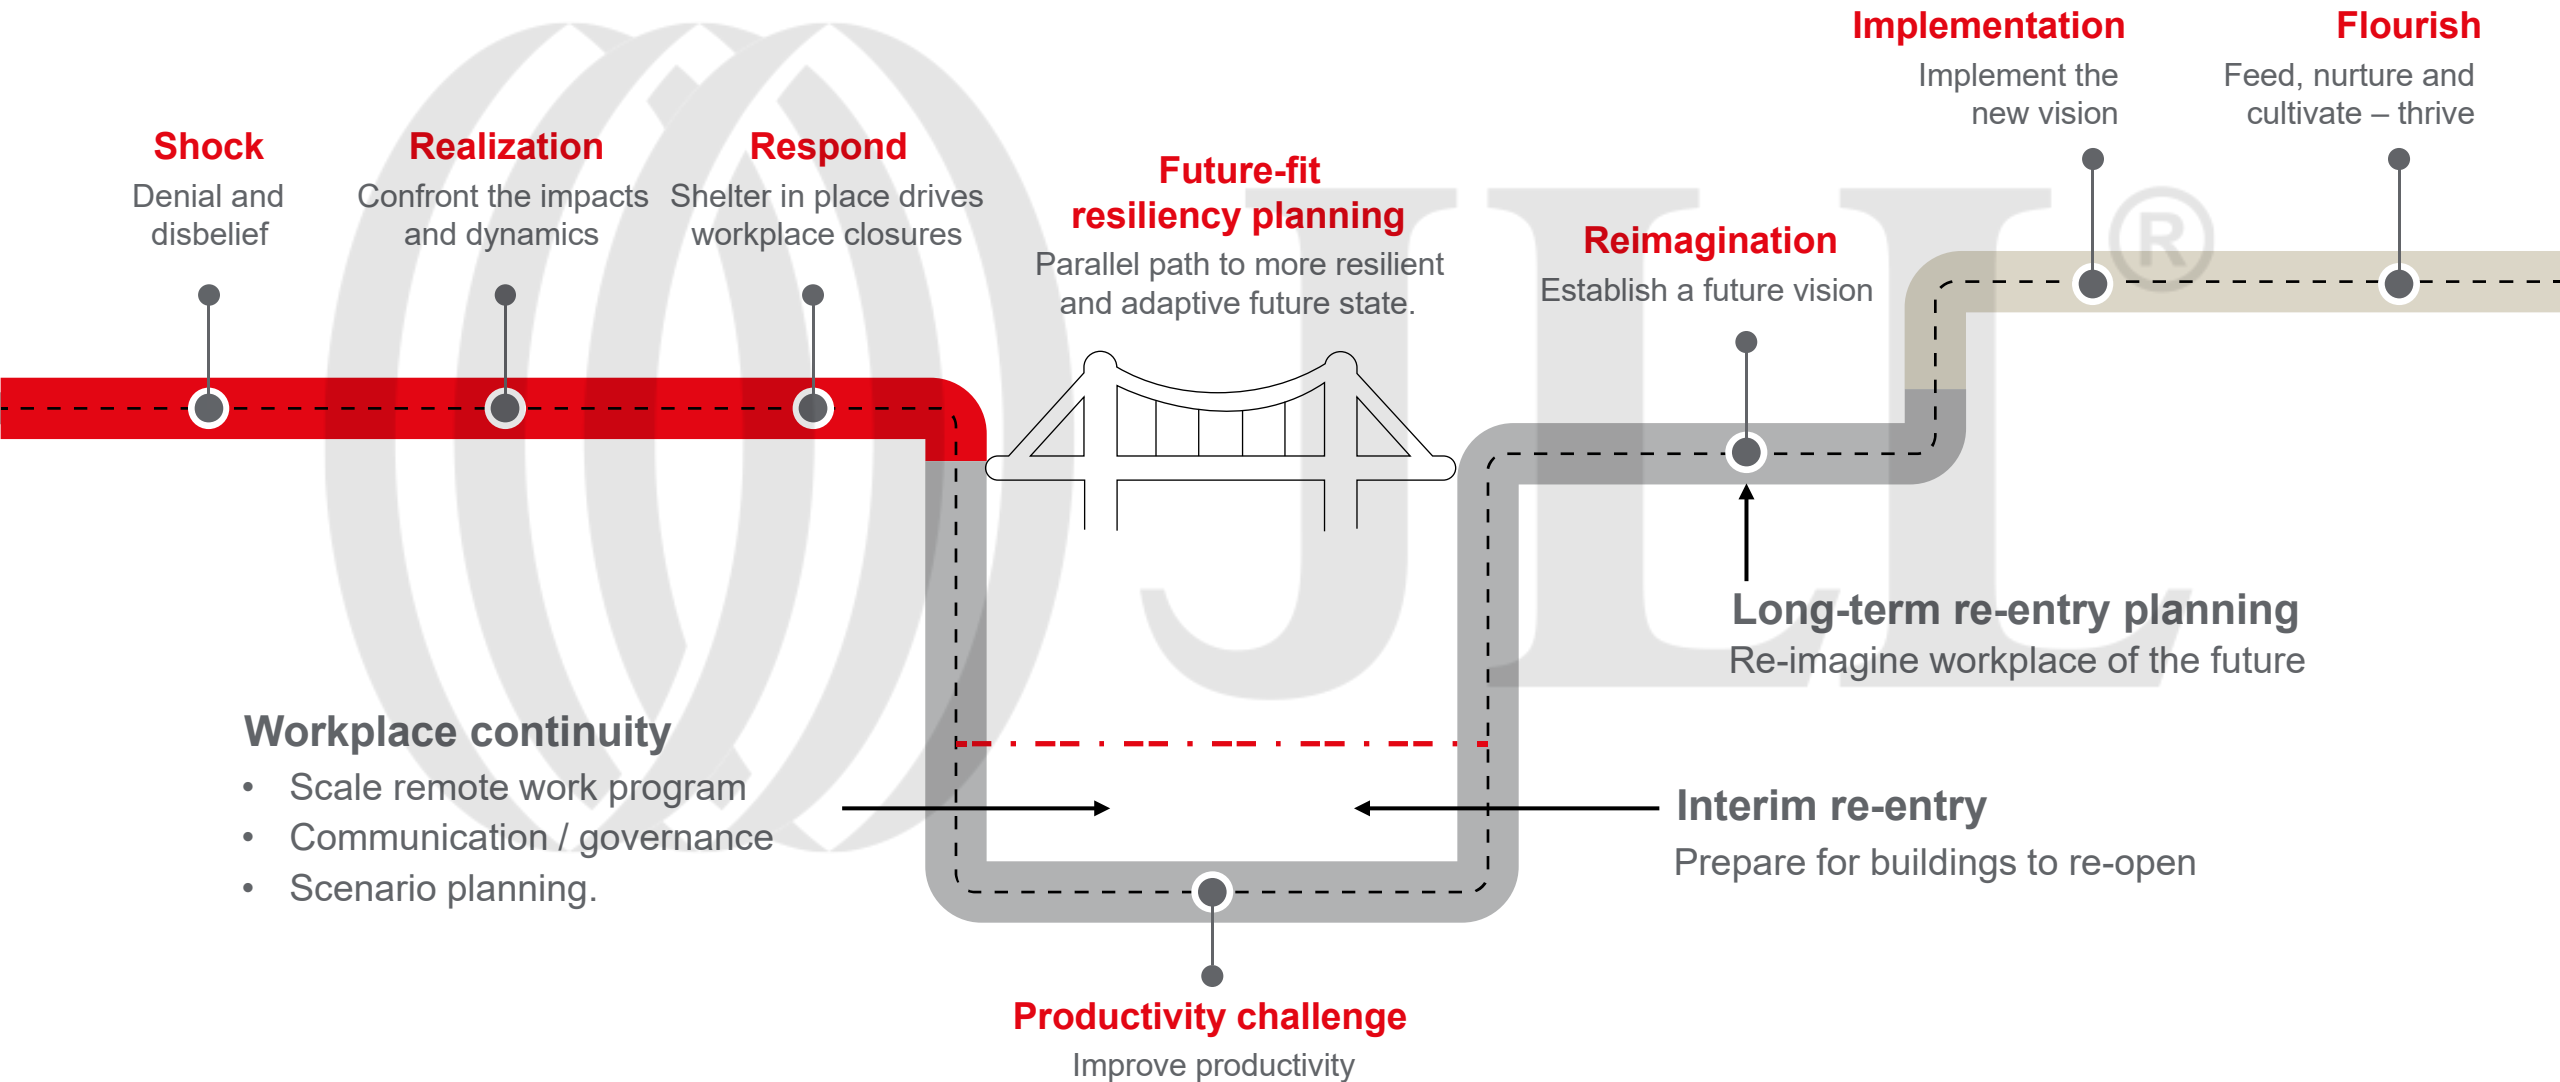 Shock
Denial and
disbelief
Realization
Confront the impacts
and dynamics
Respond
Shelter in place drives
workplace closures
Future-fit
resiliency planning
Parallel path to more resilient
and adaptive future state.
Reimagination
Establish a future vision
Implementation
Implement the
new vision
Flourish
Feed, nurture and
cultivate – thrive
JLL®
Long-term re-entry planning
Re-imagine workplace of the future
Workplace continuity
• Scale remote work program
• Communication / governance
• Scenario planning.
Interim re-entry
Prepare for buildings to re-open
Productivity challenge
Improve productivity